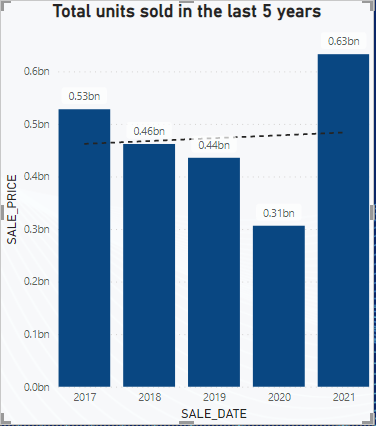 Total units sold in the last 5 years
0.63bn
0.6bn
0.53bn
0.5bn
0.46bn
0.44bn
0.4bn
0.31bn
0.3bn
0.2bn
0.1bn
0.0bn
SALE_PRICE
2017 2018 2019 2020 2021
SALE_DATE